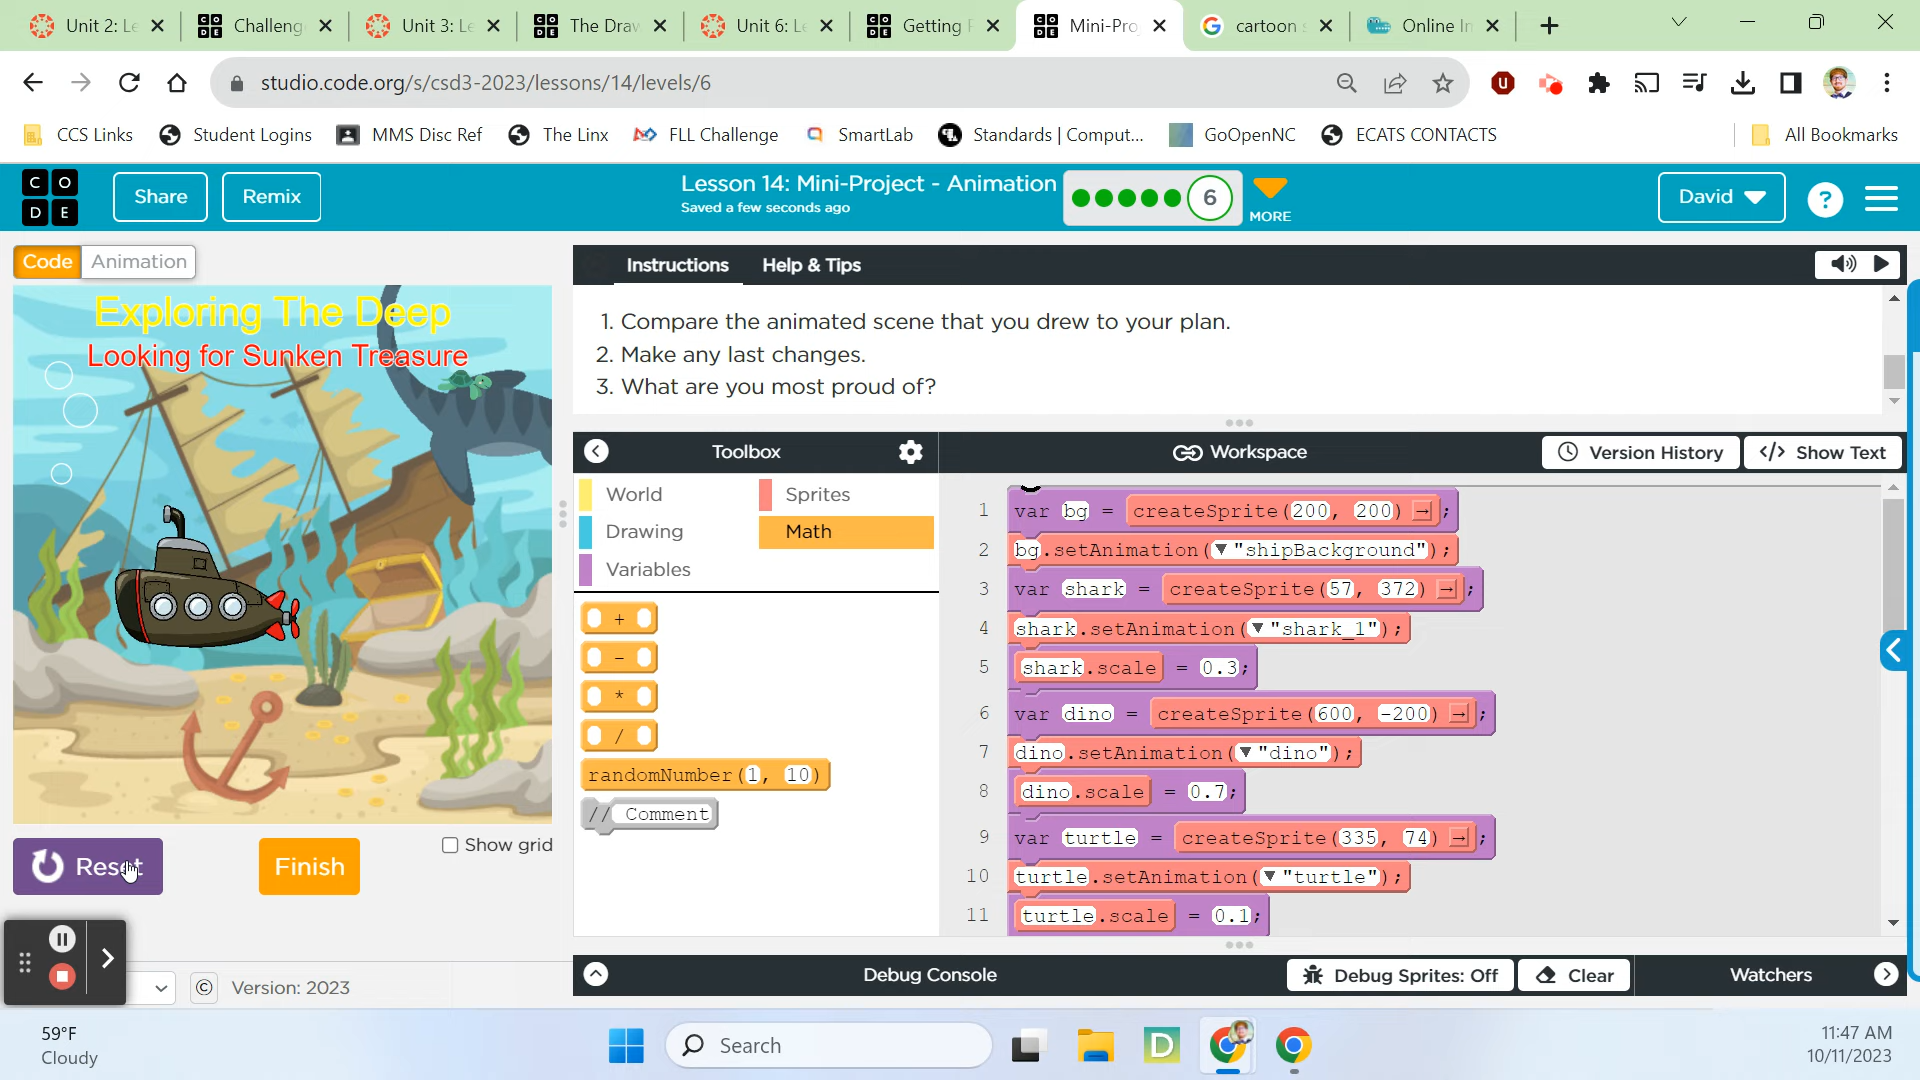 Unit 2: Le
Challeng
Unit 3: Le
The Draw
Unit 6: Le
Getting
Mini-Pro
cartoon
Online In
studio.code.org/s/csd3-2023/lessons/14/levels/6
CCS Links
Student Logins
MMS Disc Ref
The Linx
FLL Challenge
SmartLab
Standards | Comput...
GoOpenNC
ECATS CONTACTS
All Bookmarks
C O
D E
Share
Remix
Lesson 14: Mini-Project - Animation
Saved a few seconds ago
6
MORE
David
?
Code
Animation
Instructions
Help & Tips
Exploring The Deep
Looking for Sunken Treasure
1. Compare the animated scene that you drew to your plan.
2. Make any last changes.
3. What are you most proud of?
Toolbox
Workspace
Version History
</> Show Text
World
Sprites
Drawing
Math
Variables
+
-
*
/
randomNumber(1, 10)
// Comment
1 var bg = createSprite(200, 200) → ;
2 bg.setAnimation(▼ "shipBackground");
3 var shark = createSprite(57, 372) → ;
4 shark.setAnimation(▼ "shark_1");
5 shark.scale = 0.3;
6 var dino = createSprite(600, -200) → ;
7 dino.setAnimation(▼ "dino");
8 dino.scale = 0.7;
9 var turtle = createSprite(335, 74) → ;
10 turtle.setAnimation(▼ "turtle");
11 turtle.scale = 0.1;
Reset
Finish
Show grid
© Version: 2023
Debug Console
Debug Sprites: Off
Clear
Watchers
59°F
Cloudy
Search
D
11:47 AM
10/11/2023